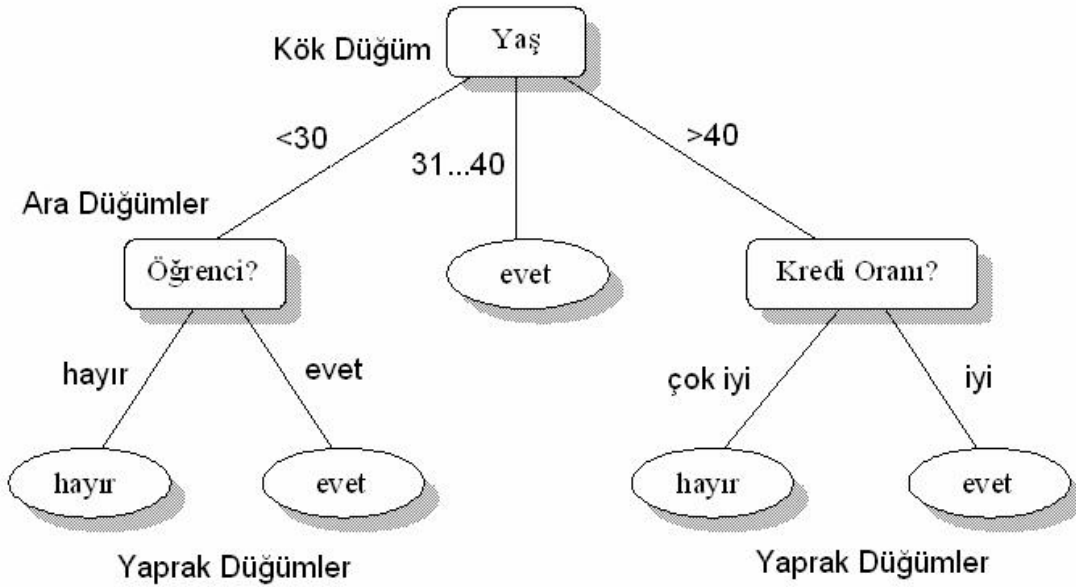 Kök Düğüm
Yaş
<30
31...40
>40
Ara Düğümler
Öğrenci?
evet
Kredi Oranı?
hayır
evet
çok iyi
iyi
hayır
evet
hayır
evet
Yaprak Düğümler
Yaprak Düğümler